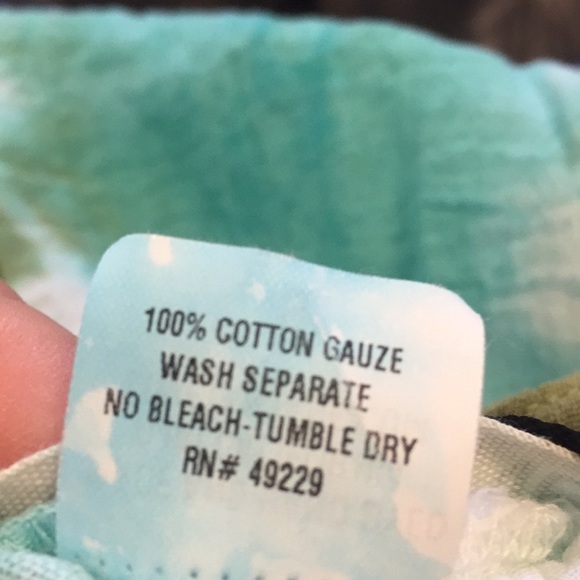 100% COTTON GAUZE
WASH SEPARATE
NO BLEACH-TUMBLE DRY
RN# 49229